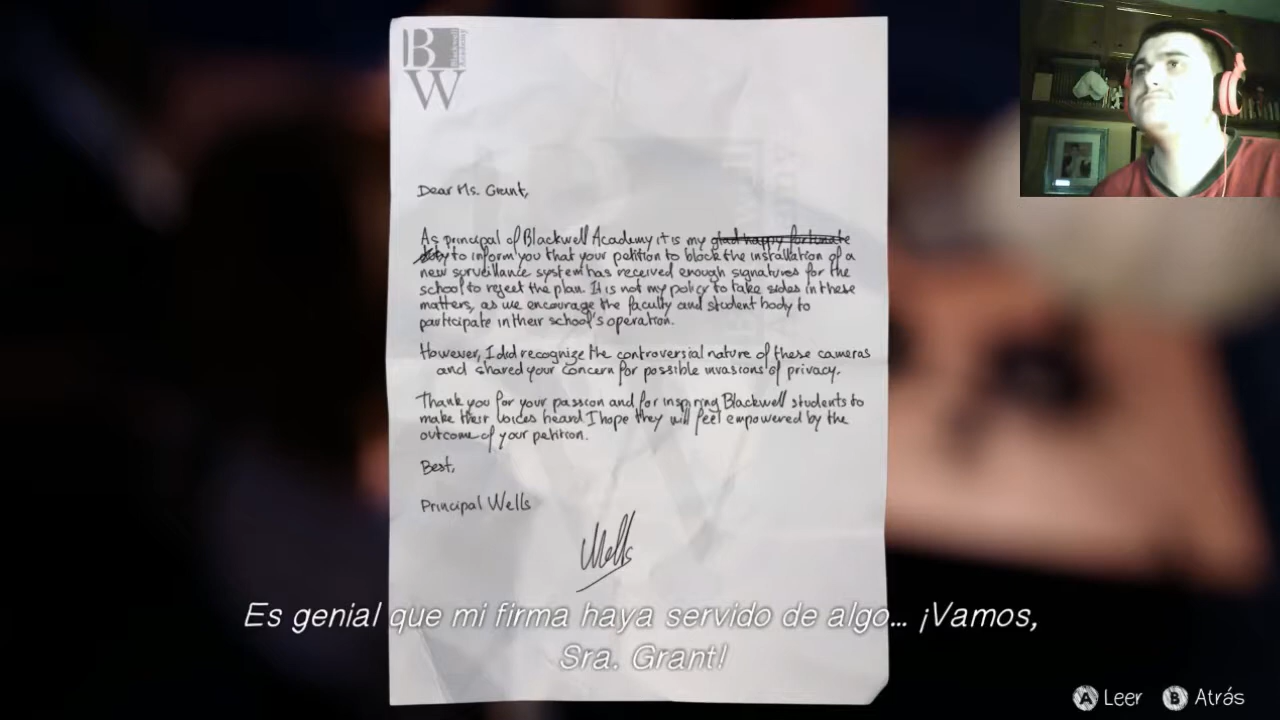 B
Blackwell
Academy
W
Dear Ms. Grant,
As principal of Blackwell Academy it is my glad happy fortunate
duty to inform you that your petition to block the installation of a
new surveillance system has received enough signatures for the
school to reject the plan. It is not my policy to take sides in these
matters, as we encourage the faculty and student body to
participate in their school's operation.
However, I did recognize the controversial nature of these cameras
and shared your concern for possible invasions of privacy.
Thank you for your passion and for inspiring Blackwell students to
make their voices heard I hope they will feel empowered by the
outcome of your petition.
Best,
Principal Wells
Wells
Es genial que mi firma haya servido de algo... ¡Vamos,
Sra. Grant!
A Leer B Atrás